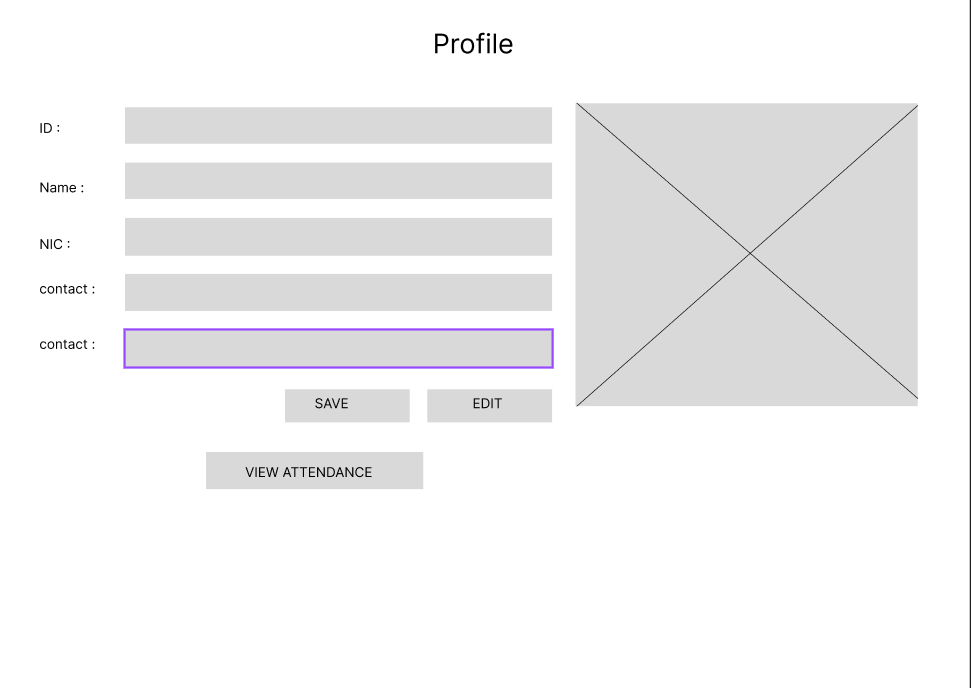 Profile
ID :
Name :
NIC :
contact :
contact :
SAVE
EDIT
VIEW ATTENDANCE